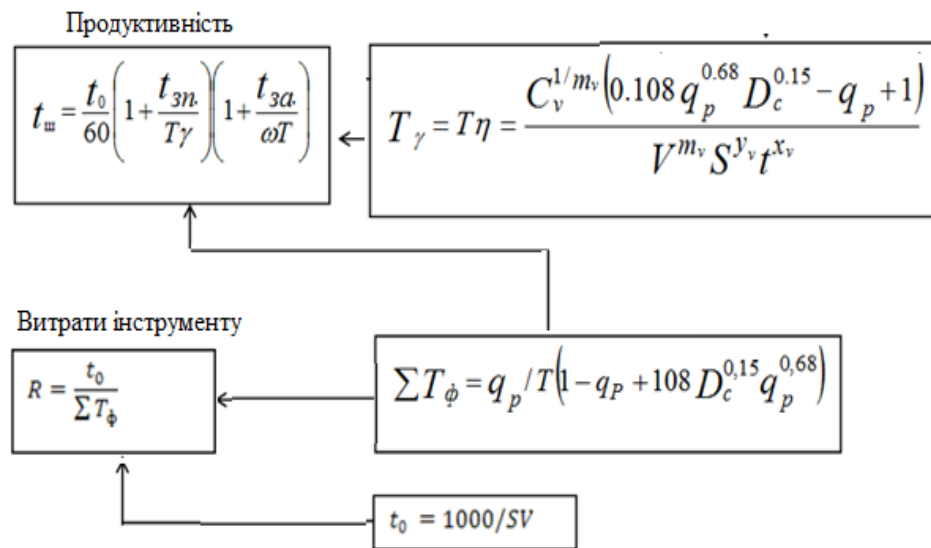 Продуктивність
t_ш = t_0/60 (1 + t_зп./Tγ)(1 + t_за./ωT)
T_γ = Tη = C_v^{1/m_v}(0.108 q_p^{0.68} D_c^{0.15} - q_p + 1) / V^{m_v} S^{y_v} t^{x_v}
Витрати інструменту
R = t_0 / ∑ T_ф
∑T_ф = q_p/T(1 - q_P + 108 D_c^{0,15} q_p^{0,68})
t_0 = 1000/SV